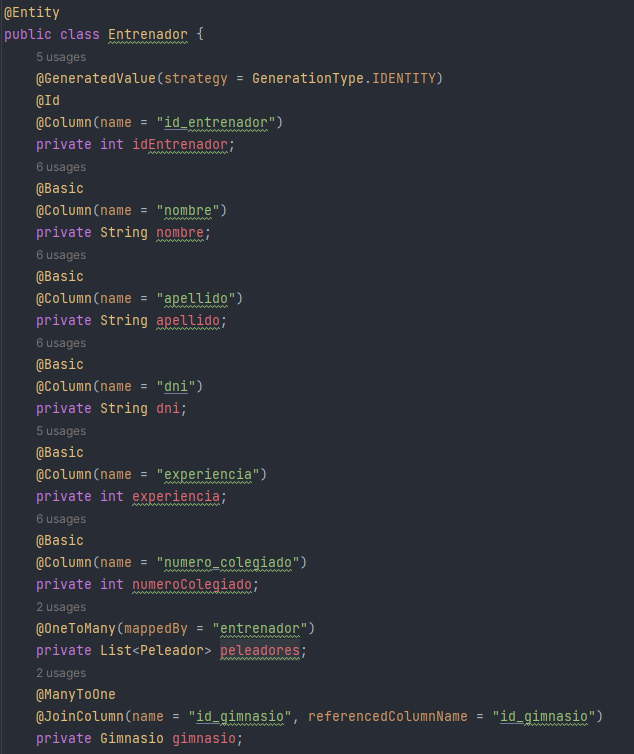 @Entity
public class Entrenador {
5 usages
@GeneratedValue(strategy = GenerationType.IDENTITY)
@Id
@Column(name = "id_entrenador")
private int idEntrenador;
6 usages
@Basic
@Column(name = "nombre")
private String nombre;
6 usages
@Basic
@Column(name = "apellido")
private String apellido;
6 usages
@Basic
@Column(name = "dni")
private String dni;
5 usages
@Basic
@Column(name = "experiencia")
private int experiencia;
6 usages
@Basic
@Column(name = "numero_colegiado")
private int numeroColegiado;
2 usages
@OneToMany(mappedBy = "entrenador")
private List<Peleador> peleadores;
2 usages
@ManyToOne
@JoinColumn(name = "id_gimnasio", referencedColumnName = "id_gimnasio")
private Gimnasio gimnasio;